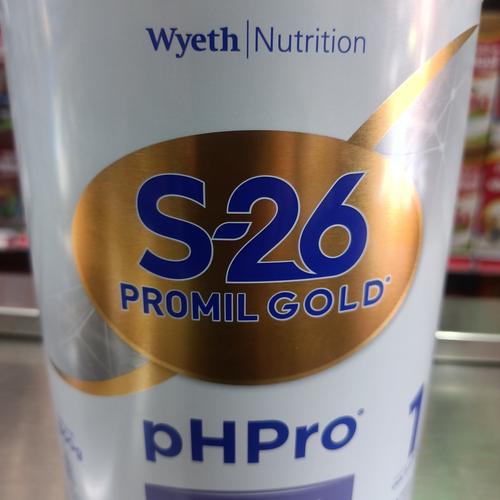 Wyeth | Nutrition
S-26
PROMIL GOLD®
pHPro®
1